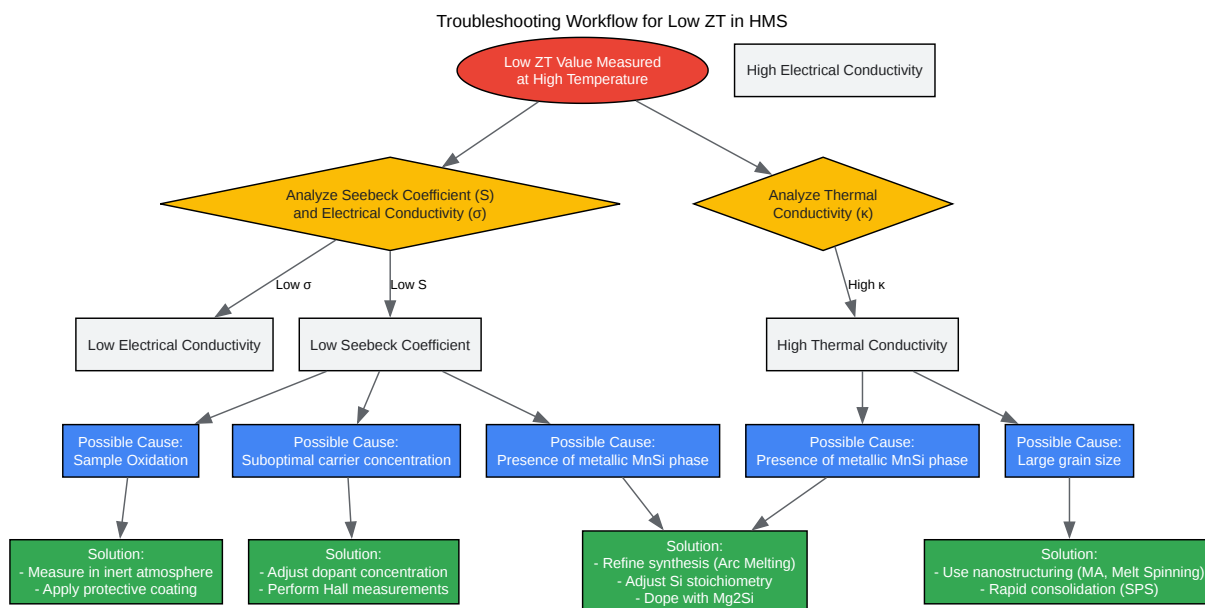 Troubleshooting Workflow for Low ZT in HMS
Low ZT Value Measured
at High Temperature
High Electrical Conductivity
Analyze Seebeck Coefficient (S)
and Electrical Conductivity (σ)
Analyze Thermal
Conductivity (κ)
Low σ
Low S
High κ
Low Electrical Conductivity
Low Seebeck Coefficient
High Thermal Conductivity
Possible Cause:
Sample Oxidation
Possible Cause:
Suboptimal carrier concentration
Possible Cause:
Presence of metallic MnSi phase
Possible Cause:
Presence of metallic MnSi phase
Possible Cause:
Large grain size
Solution:
- Measure in inert atmosphere
- Apply protective coating
Solution:
- Adjust dopant concentration
- Perform Hall measurements
Solution:
- Refine synthesis (Arc Melting)
- Adjust Si stoichiometry
- Dope with Mg2Si
Solution:
- Use nanostructuring (MA, Melt Spinning)
- Rapid consolidation (SPS)